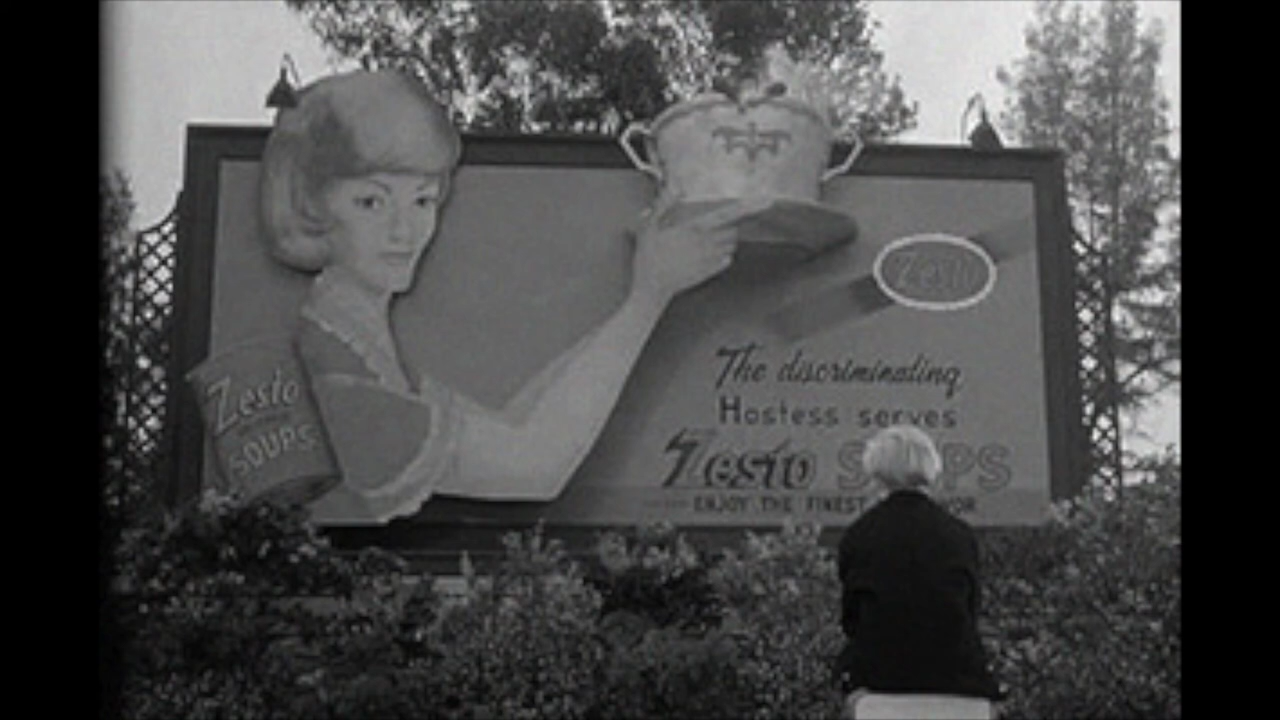 Zesto
SOUPS
Zesto
The discriminating
Hostess serves
Zesto
ENJOY THE FINEST